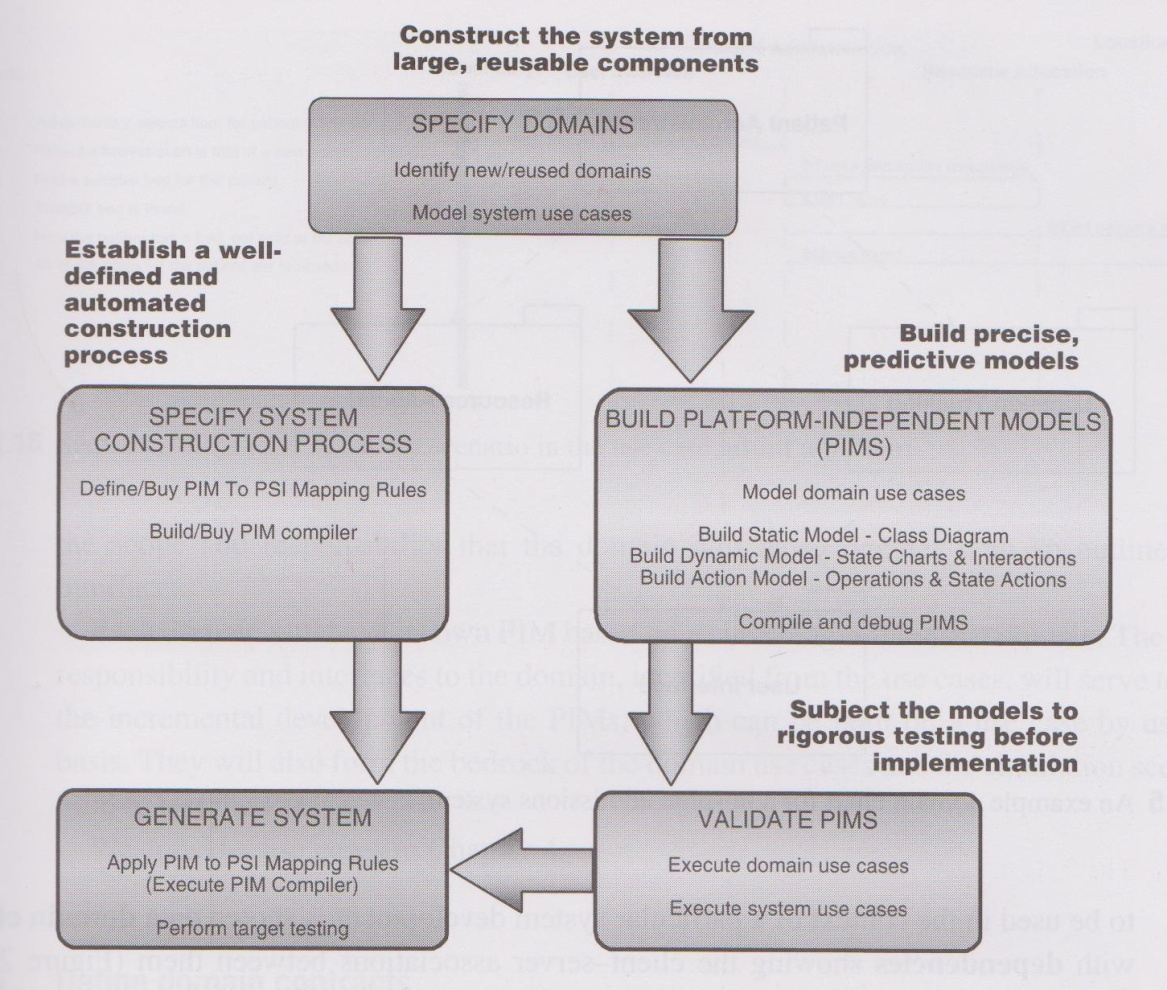 Construct the system from
large, reusable components
SPECIFY DOMAINS
Identify new/reused domains
Model system use cases
Establish a well-
defined and
automated
construction
process
Build precise,
predictive models
SPECIFY SYSTEM
CONSTRUCTION PROCESS
Define/Buy PIM To PSI Mapping Rules
Build/Buy PIM compiler
BUILD PLATFORM-INDEPENDENT MODELS
(PIMS)
Model domain use cases
Build Static Model - Class Diagram
Build Dynamic Model - State Charts & Interactions
Build Action Model - Operations & State Actions
Compile and debug PIMS
Subject the models to
rigorous testing before
implementation
GENERATE SYSTEM
Apply PIM to PSI Mapping Rules
(Execute PIM Compiler)
Perform target testing
VALIDATE PIMS
Execute domain use cases
Execute system use cases